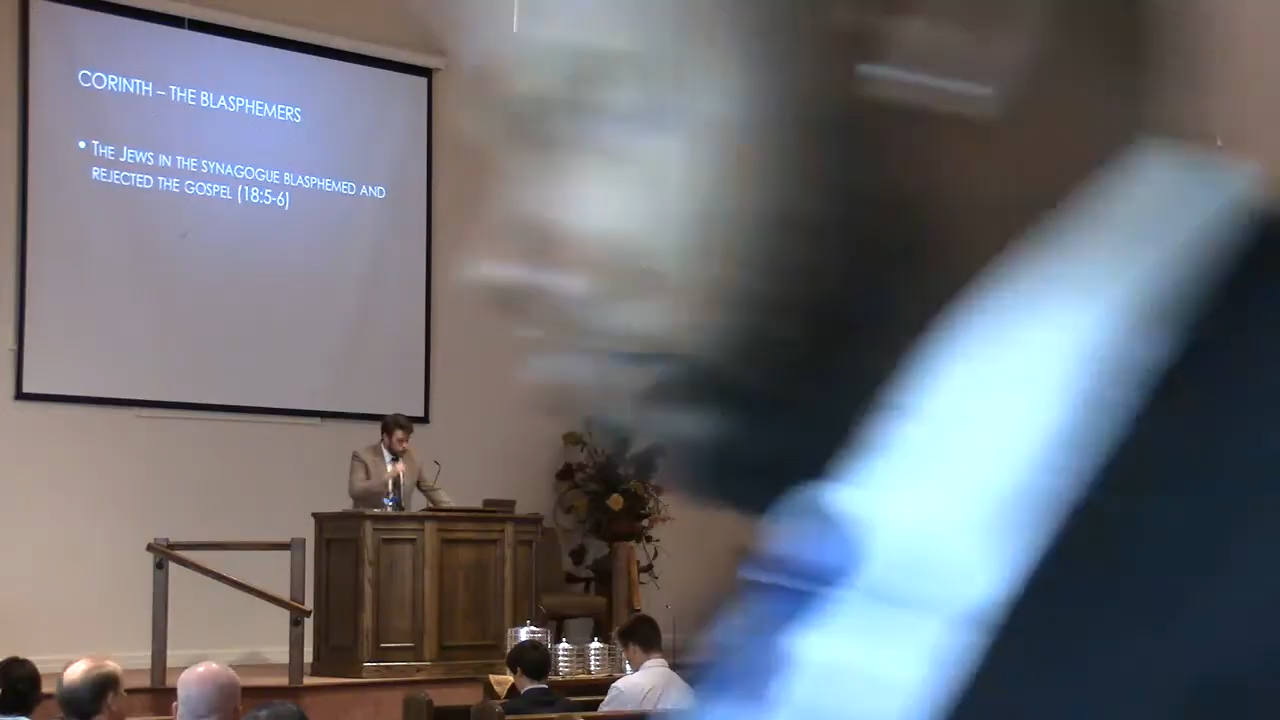 CORINTH – THE BLASPHEMERS
• THE JEWS IN THE SYNAGOGUE BLASPHEMED AND
REJECTED THE GOSPEL (18:5-6)